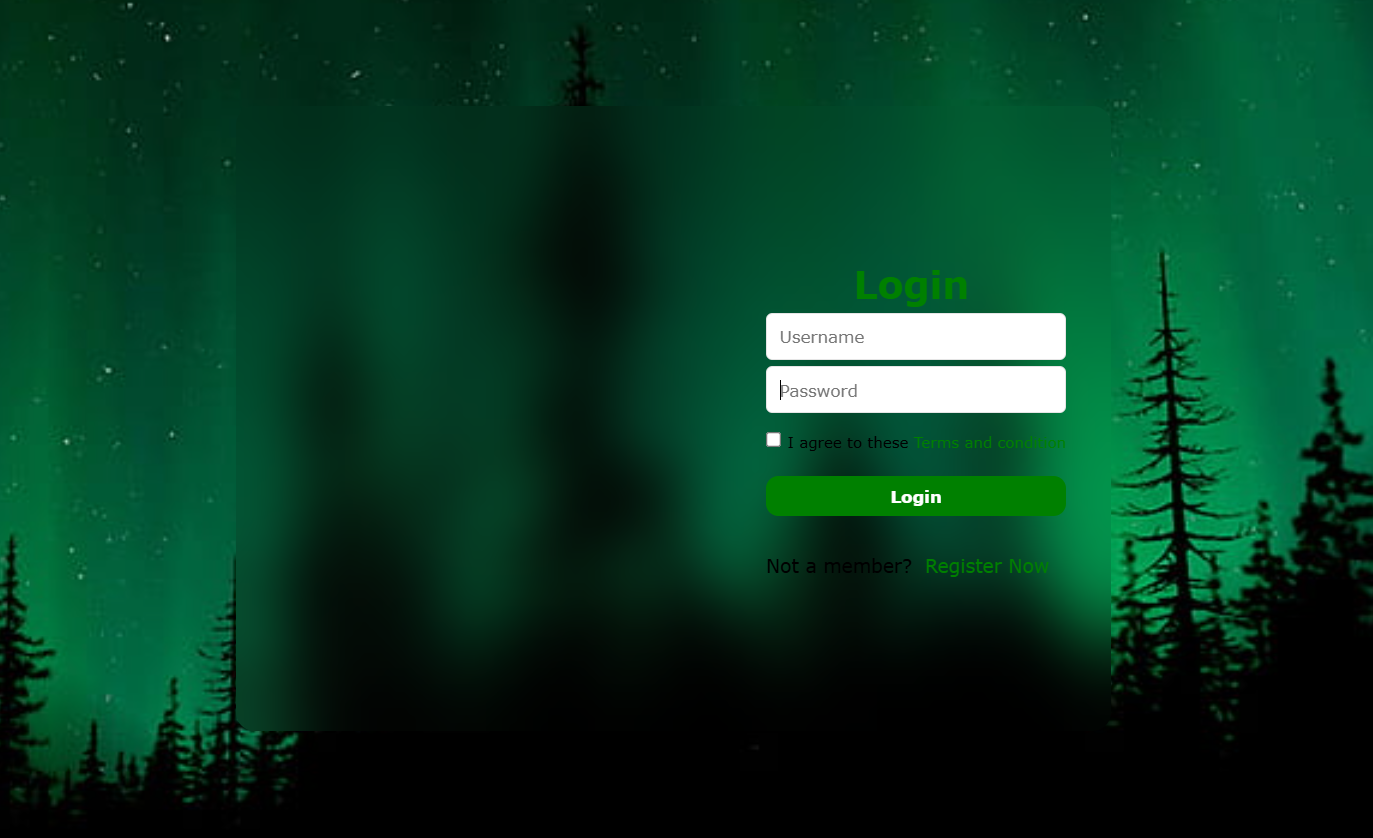 Login
Username
Password
I agree to these Terms and condition
Login
Not a member? Register Now